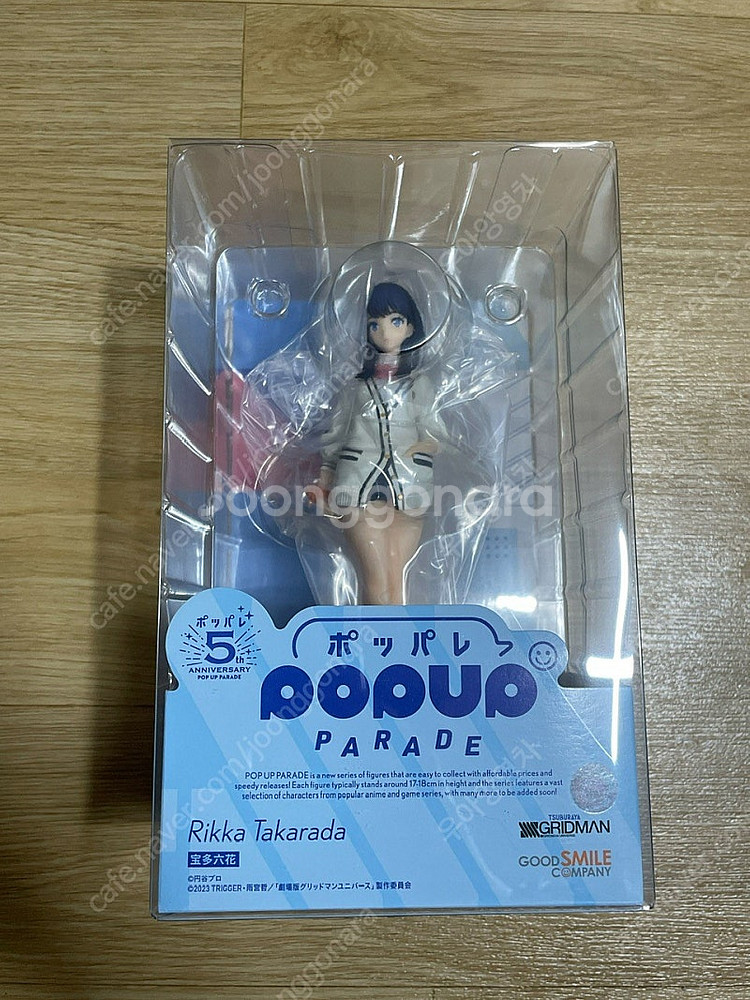 joonggonara
ポッパレ
5th
ANNIVERSARY
POP UP PARADE
ポッパレ
POPUP
PARADE
POP UP PARADE is a new series of figures that are easy to collect with affordable prices and
speedy releases! Each figure typically stands around 17-18cm in height and the series features a vast
selection of characters from popular anime and game series, with many more to be added soon!
Rikka Takarada
宝多六花
TSUBURAYA
GRIDMAN
GOOD SMILE
COMPANY
©円谷プロ
©2023 TRIGGER・雨宮哲/「劇場版グリッドマンユニバース」製作委員会
cafe.naver.com/joonggonara